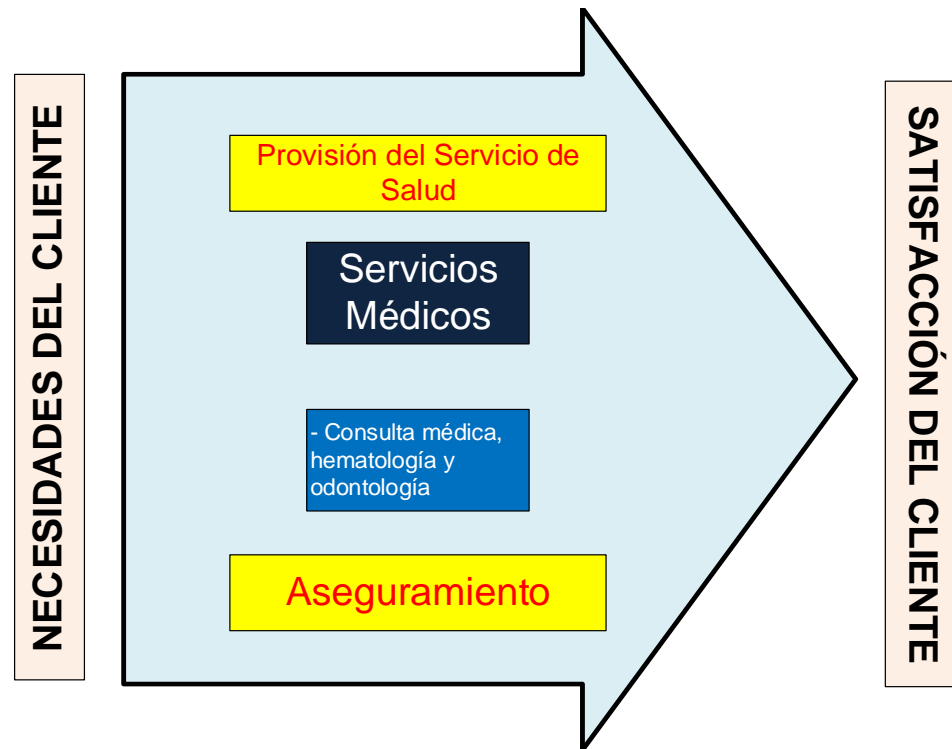 NECESIDADES DEL CLIENTE
Provisión del Servicio de
Salud
Servicios
Médicos
- Consulta médica,
hematología y
odontología
Aseguramiento
SATISFACCIÓN DEL CLIENTE